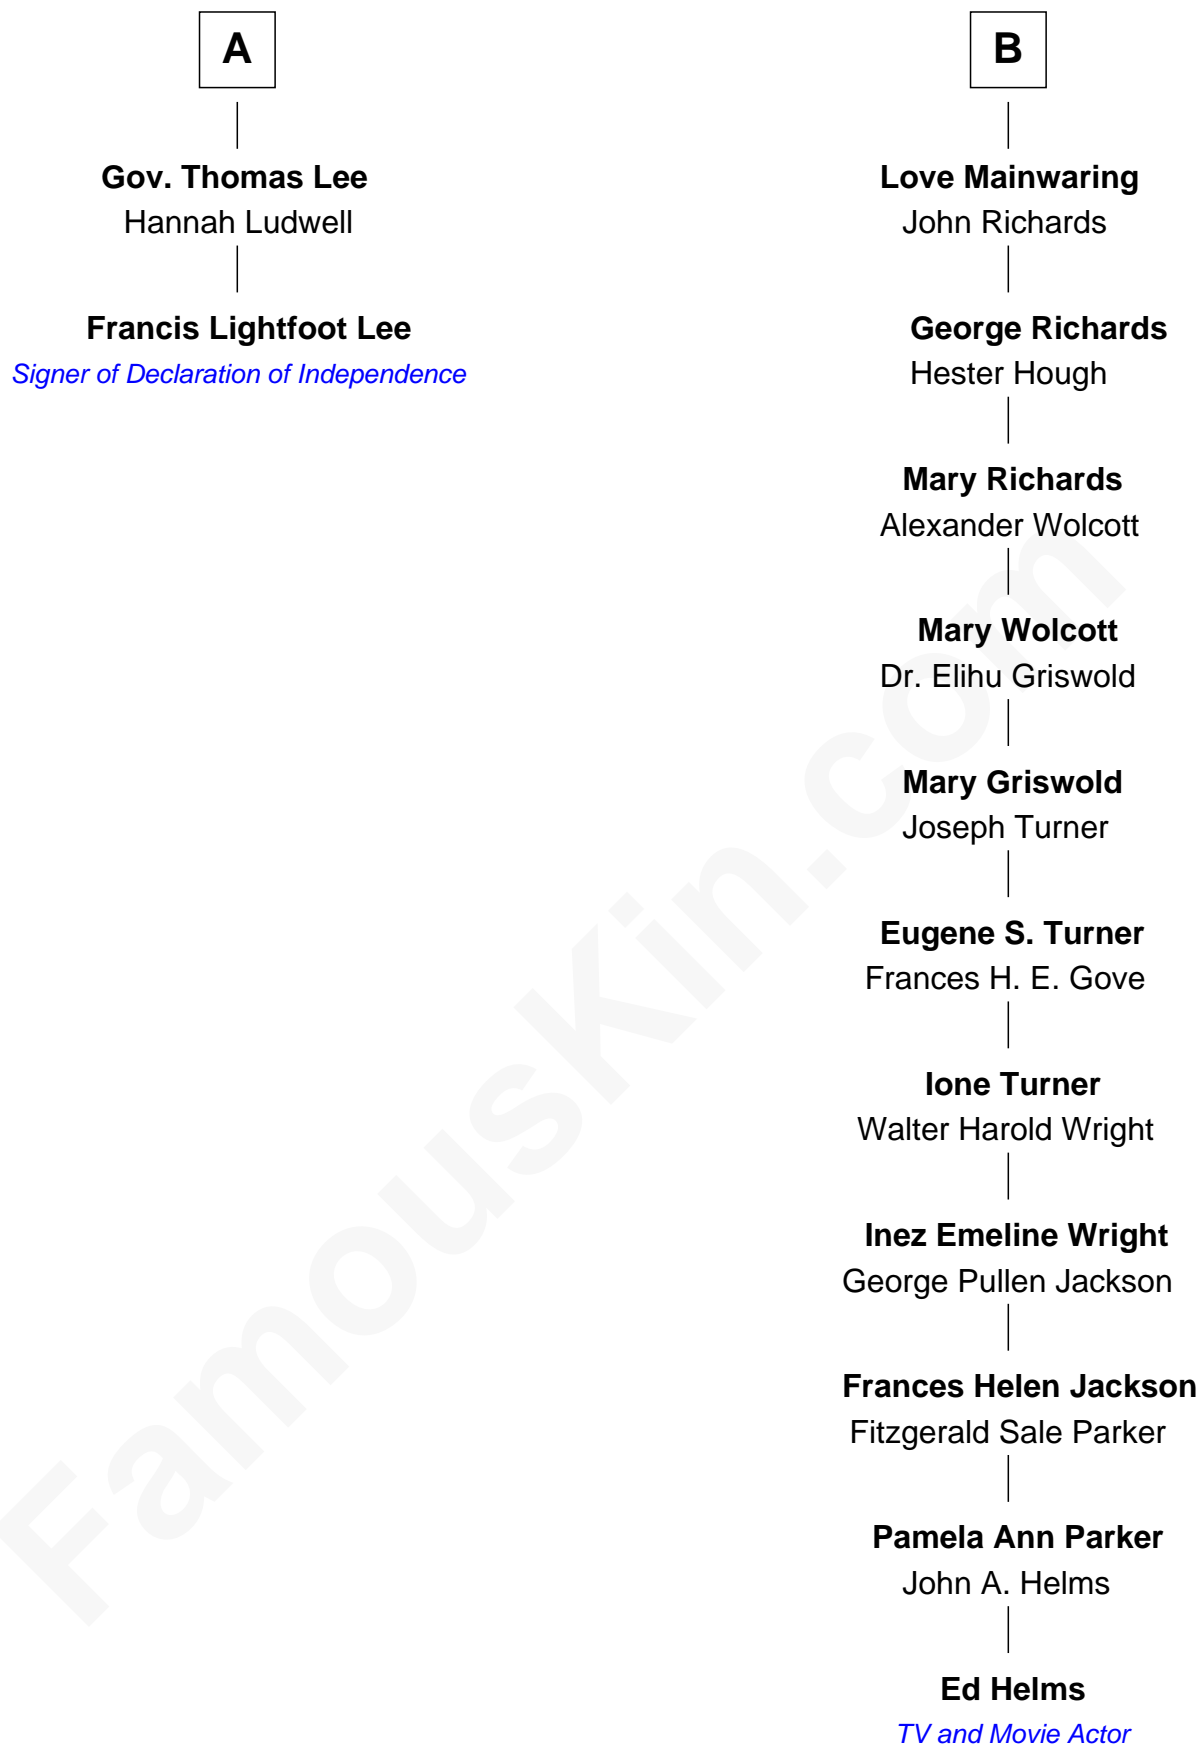 A
Gov. Thomas Lee
Hannah Ludwell
Francis Lightfoot Lee
Signer of Declaration of Independence
B
Love Mainwaring
John Richards
George Richards
Hester Hough
Mary Richards
Alexander Wolcott
Mary Wolcott
Dr. Elihu Griswold
Mary Griswold
Joseph Turner
Eugene S. Turner
Frances H. E. Gove
Ione Turner
Walter Harold Wright
Inez Emeline Wright
George Pullen Jackson
Frances Helen Jackson
Fitzgerald Sale Parker
Pamela Ann Parker
John A. Helms
Ed Helms
TV and Movie Actor
FamousKin.com